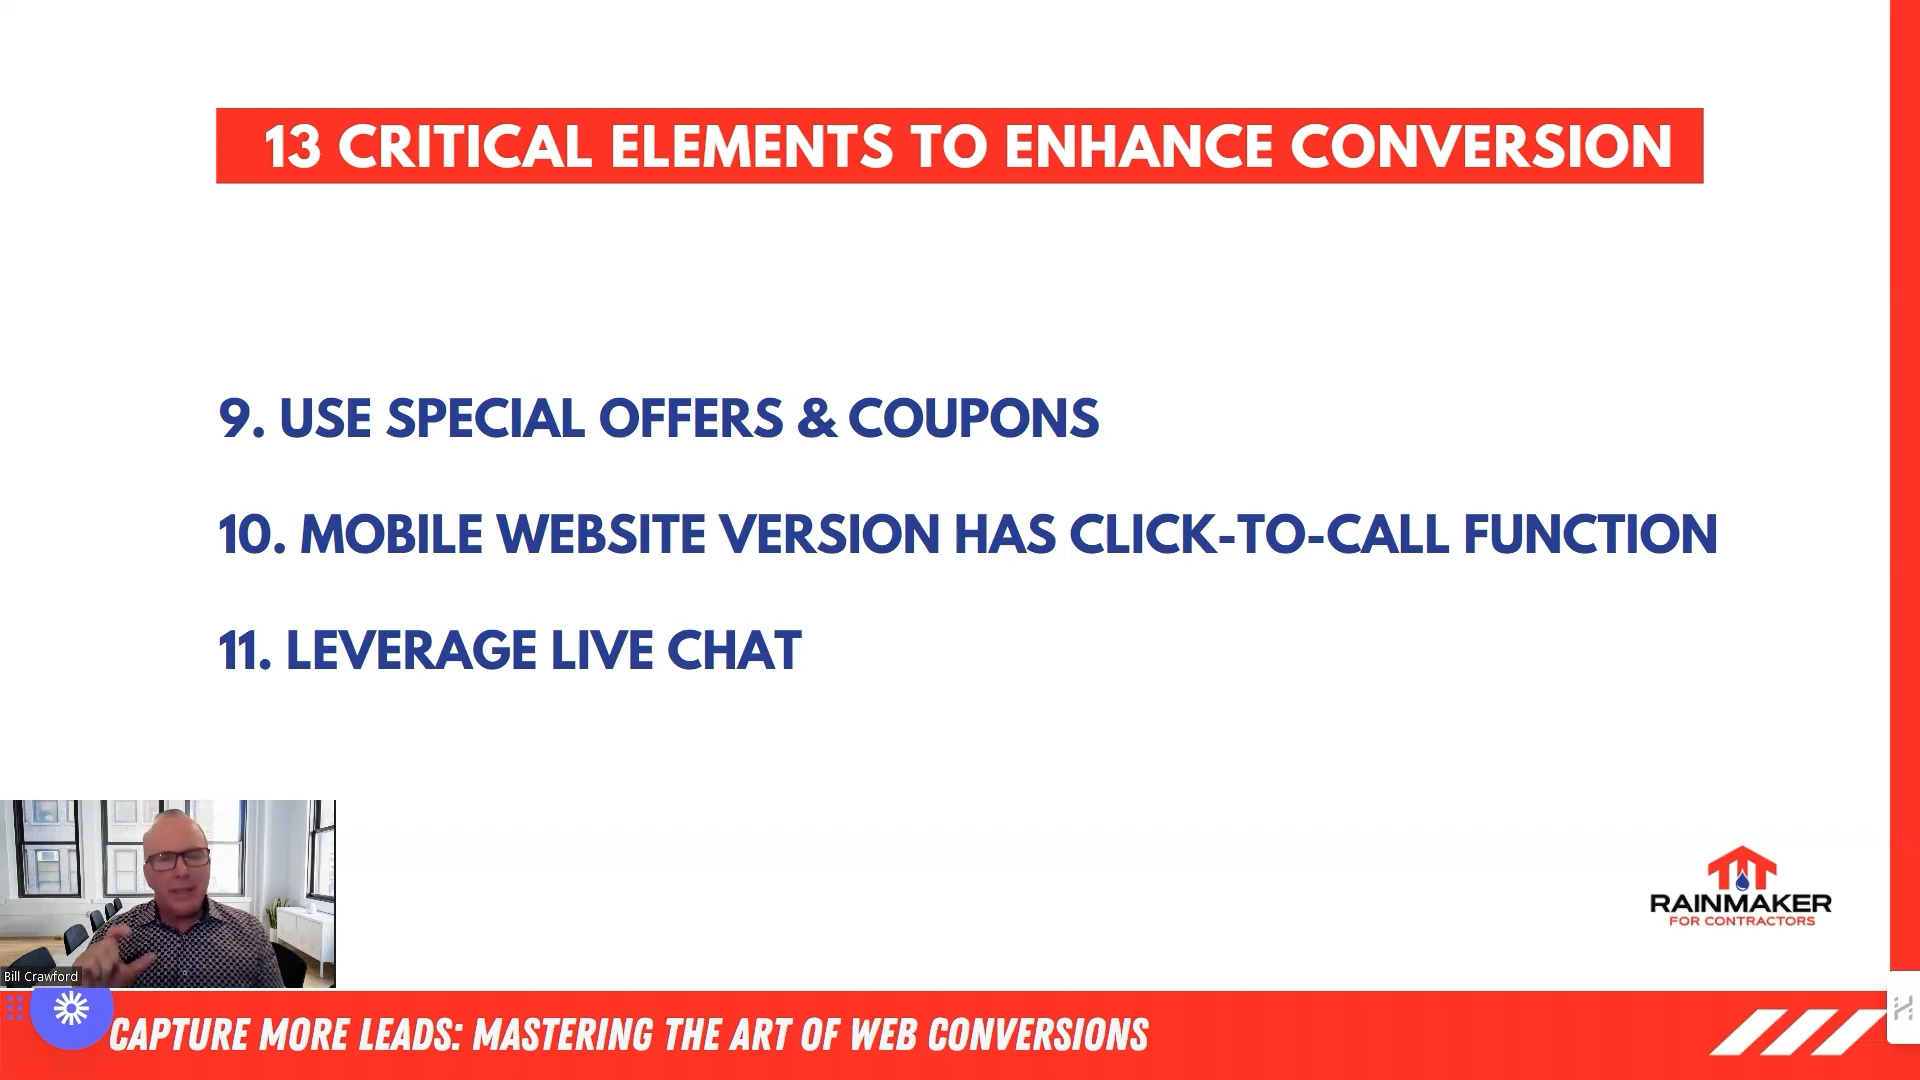 13 CRITICAL ELEMENTS TO ENHANCE CONVERSION
9. USE SPECIAL OFFERS & COUPONS
10. MOBILE WEBSITE VERSION HAS CLICK-TO-CALL FUNCTION
11. LEVERAGE LIVE CHAT
Bill Crawford
RAINMAKER
FOR CONTRACTORS
CAPTURE MORE LEADS: MASTERING THE ART OF WEB CONVERSIONS